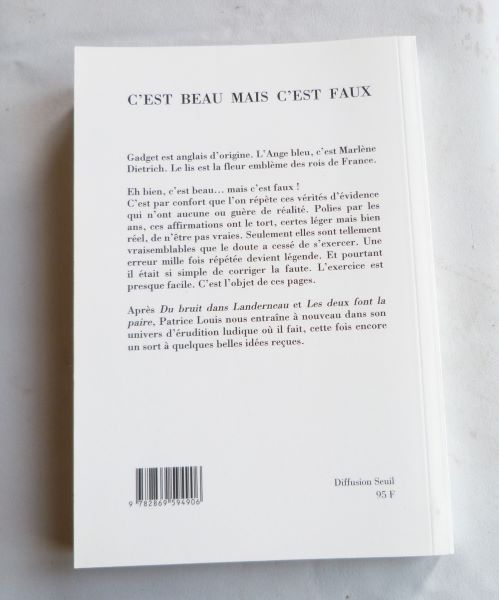 C'EST BEAU MAIS C'EST FAUX
Gadget est anglais d'origine. L'Ange bleu, c'est Marlène
Dietrich. Le lis est la fleur emblème des rois de France.
Eh bien, c'est beau... mais c'est faux !
C'est par confort que l'on répète ces vérités d'évidence
qui n'ont aucune ou guère de réalité. Polies par les
ans, ces affirmations ont le tort, certes léger mais bien
réel, de n'être pas vraies. Seulement elles sont tellement
vraisemblables que le doute a cessé de s'exercer. Une
erreur mille fois répétée devient légende. Et pourtant
il était si simple de corriger la faute. L'exercice est
presque facile. C'est l'objet de ces pages.
Après Du bruit dans Landerneau et Les deux font la
paire, Patrice Louis nous entraîne à nouveau dans son
univers d'érudition ludique où il fait, cette fois encore
un sort à quelques belles idées reçues.
9 782869 594906
Diffusion Seuil
95 F